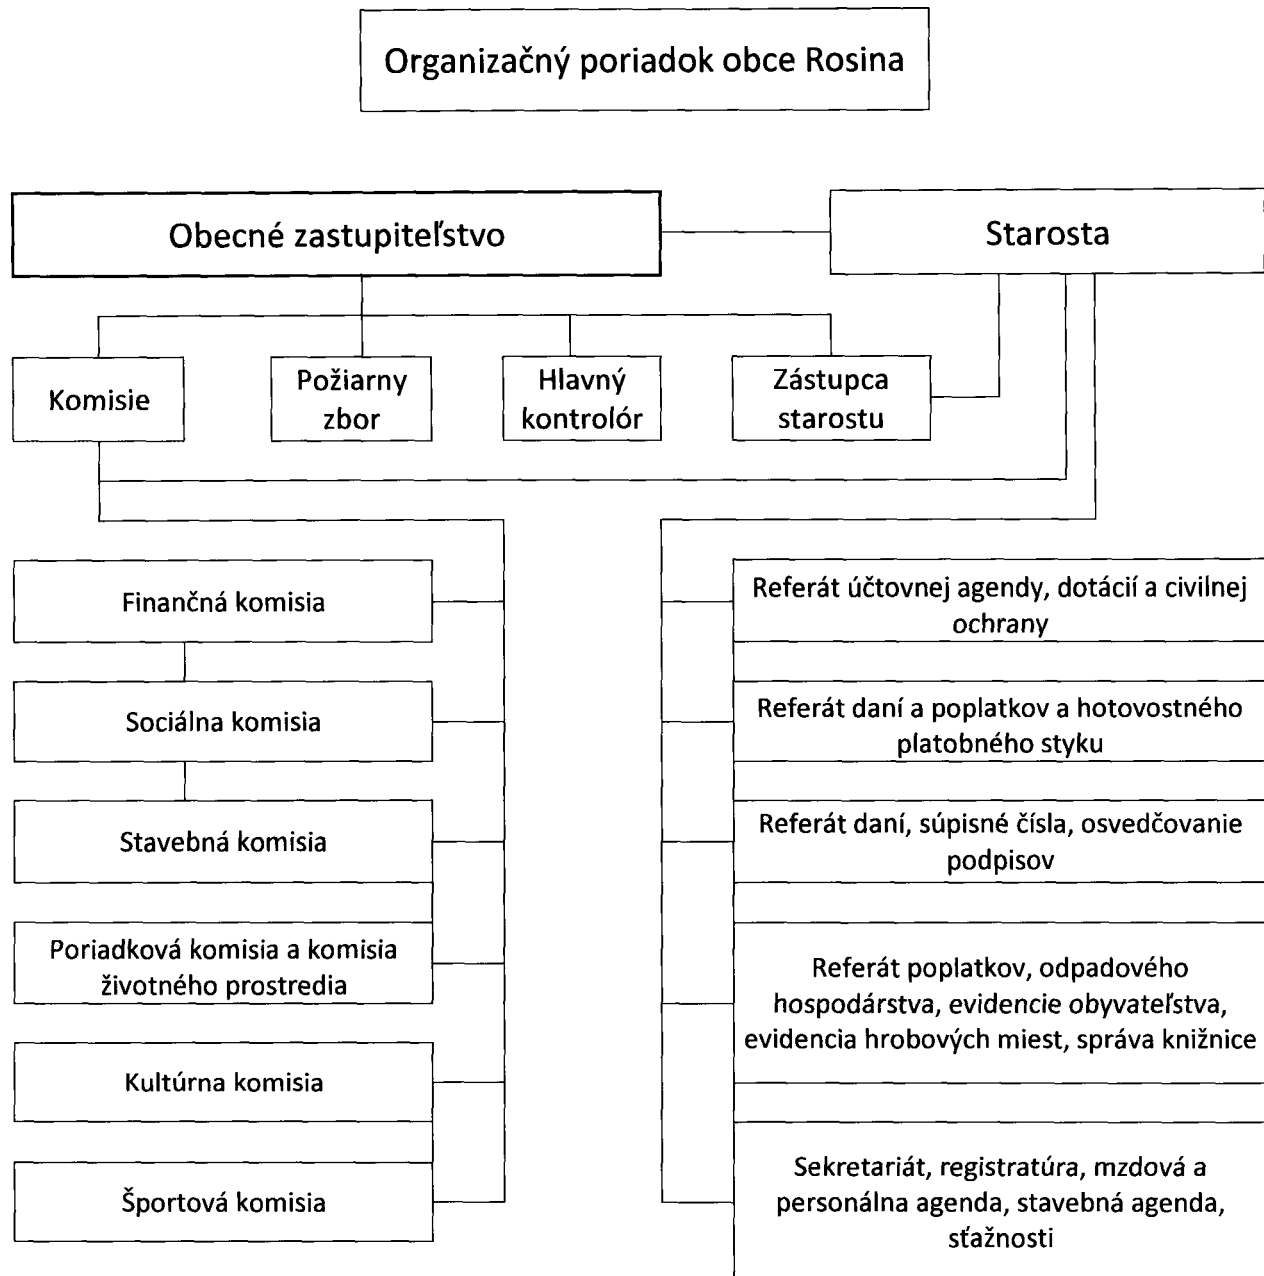 Organizačný poriadok obce Rosina
Obecné zastupiteľstvo
Starosta
Komisie
Požiarny
zbor
Hlavný
kontrolór
Zástupca
starostu
Finančná komisia
Sociálna komisia
Stavebná komisia
Poriadková komisia a komisia
životného prostredia
Kultúrna komisia
Športová komisia
Referát účtovnej agendy, dotácií a civilnej
ochrany
Referát daní a poplatkov a hotovostného
platobného styku
Referát daní, súpisné čísla, osvedčovanie
podpisov
Referát poplatkov, odpadového
hospodárstva, evidencie obyvateľstva,
evidencia hrobových miest, správa knižnice
Sekretariát, registratúra, mzdová a
personálna agenda, stavebná agenda,
sťažnosti